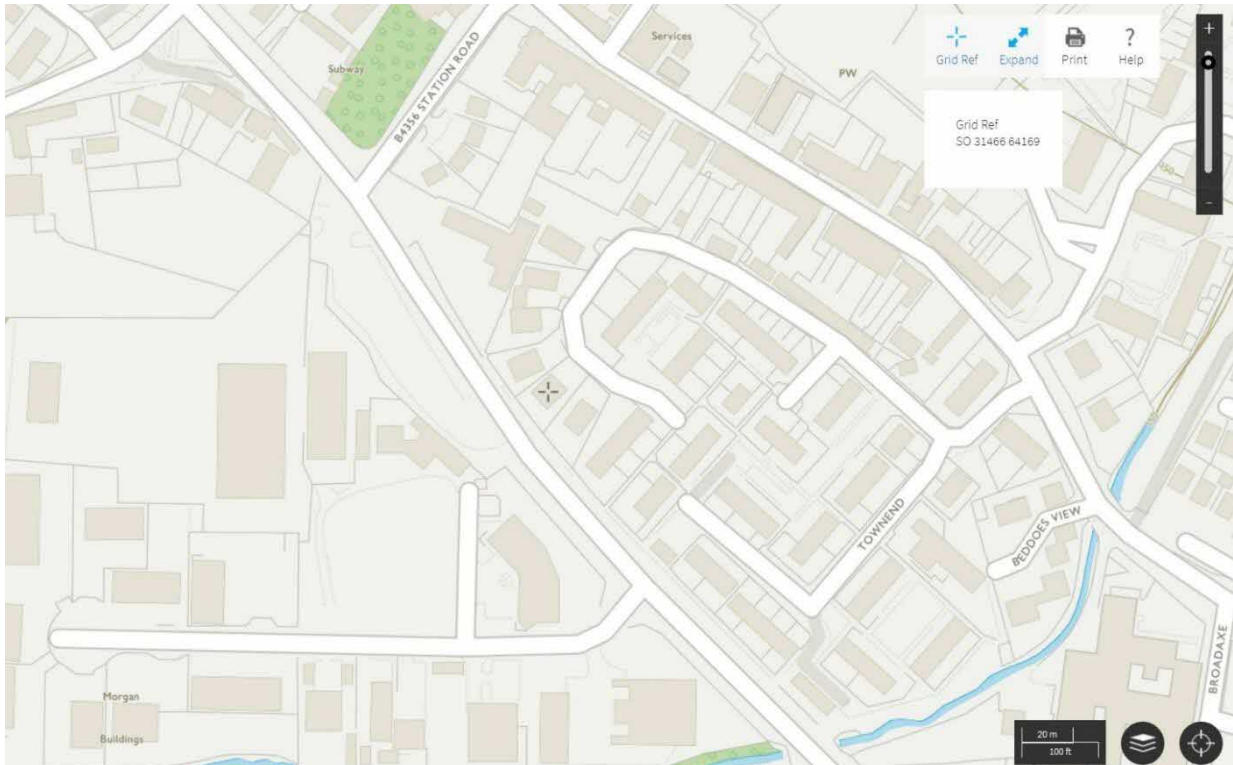 Services
Subway
B4356 STATION ROAD
PW
Grid Ref
Expand
Print
?
Help
+
Grid Ref
SO 31466 64169
150
-
TOWNEND
BEDDOES VIEW
BROADAXE
Morgan
Buildings
20 m
100 ft